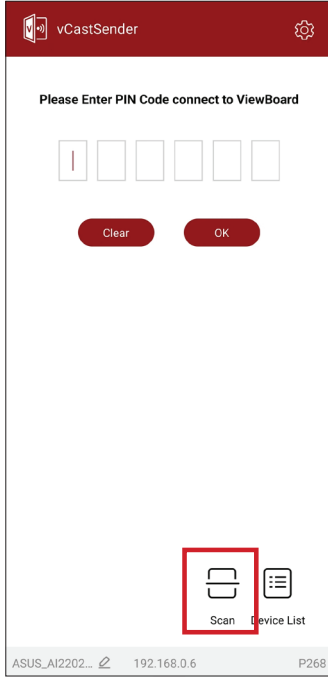 vCastSender
Please Enter PIN Code connect to ViewBoard
Clear OK
Scan Device List
ASUS_AI2202... 192.168.0.6 P268